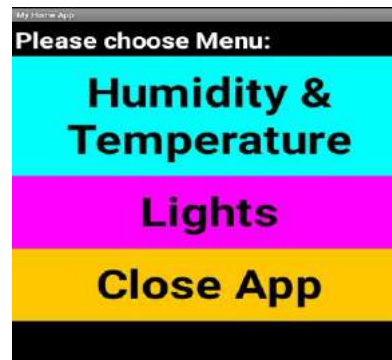 My Home App
Please choose Menu:
Humidity &
Temperature
Lights
Close App